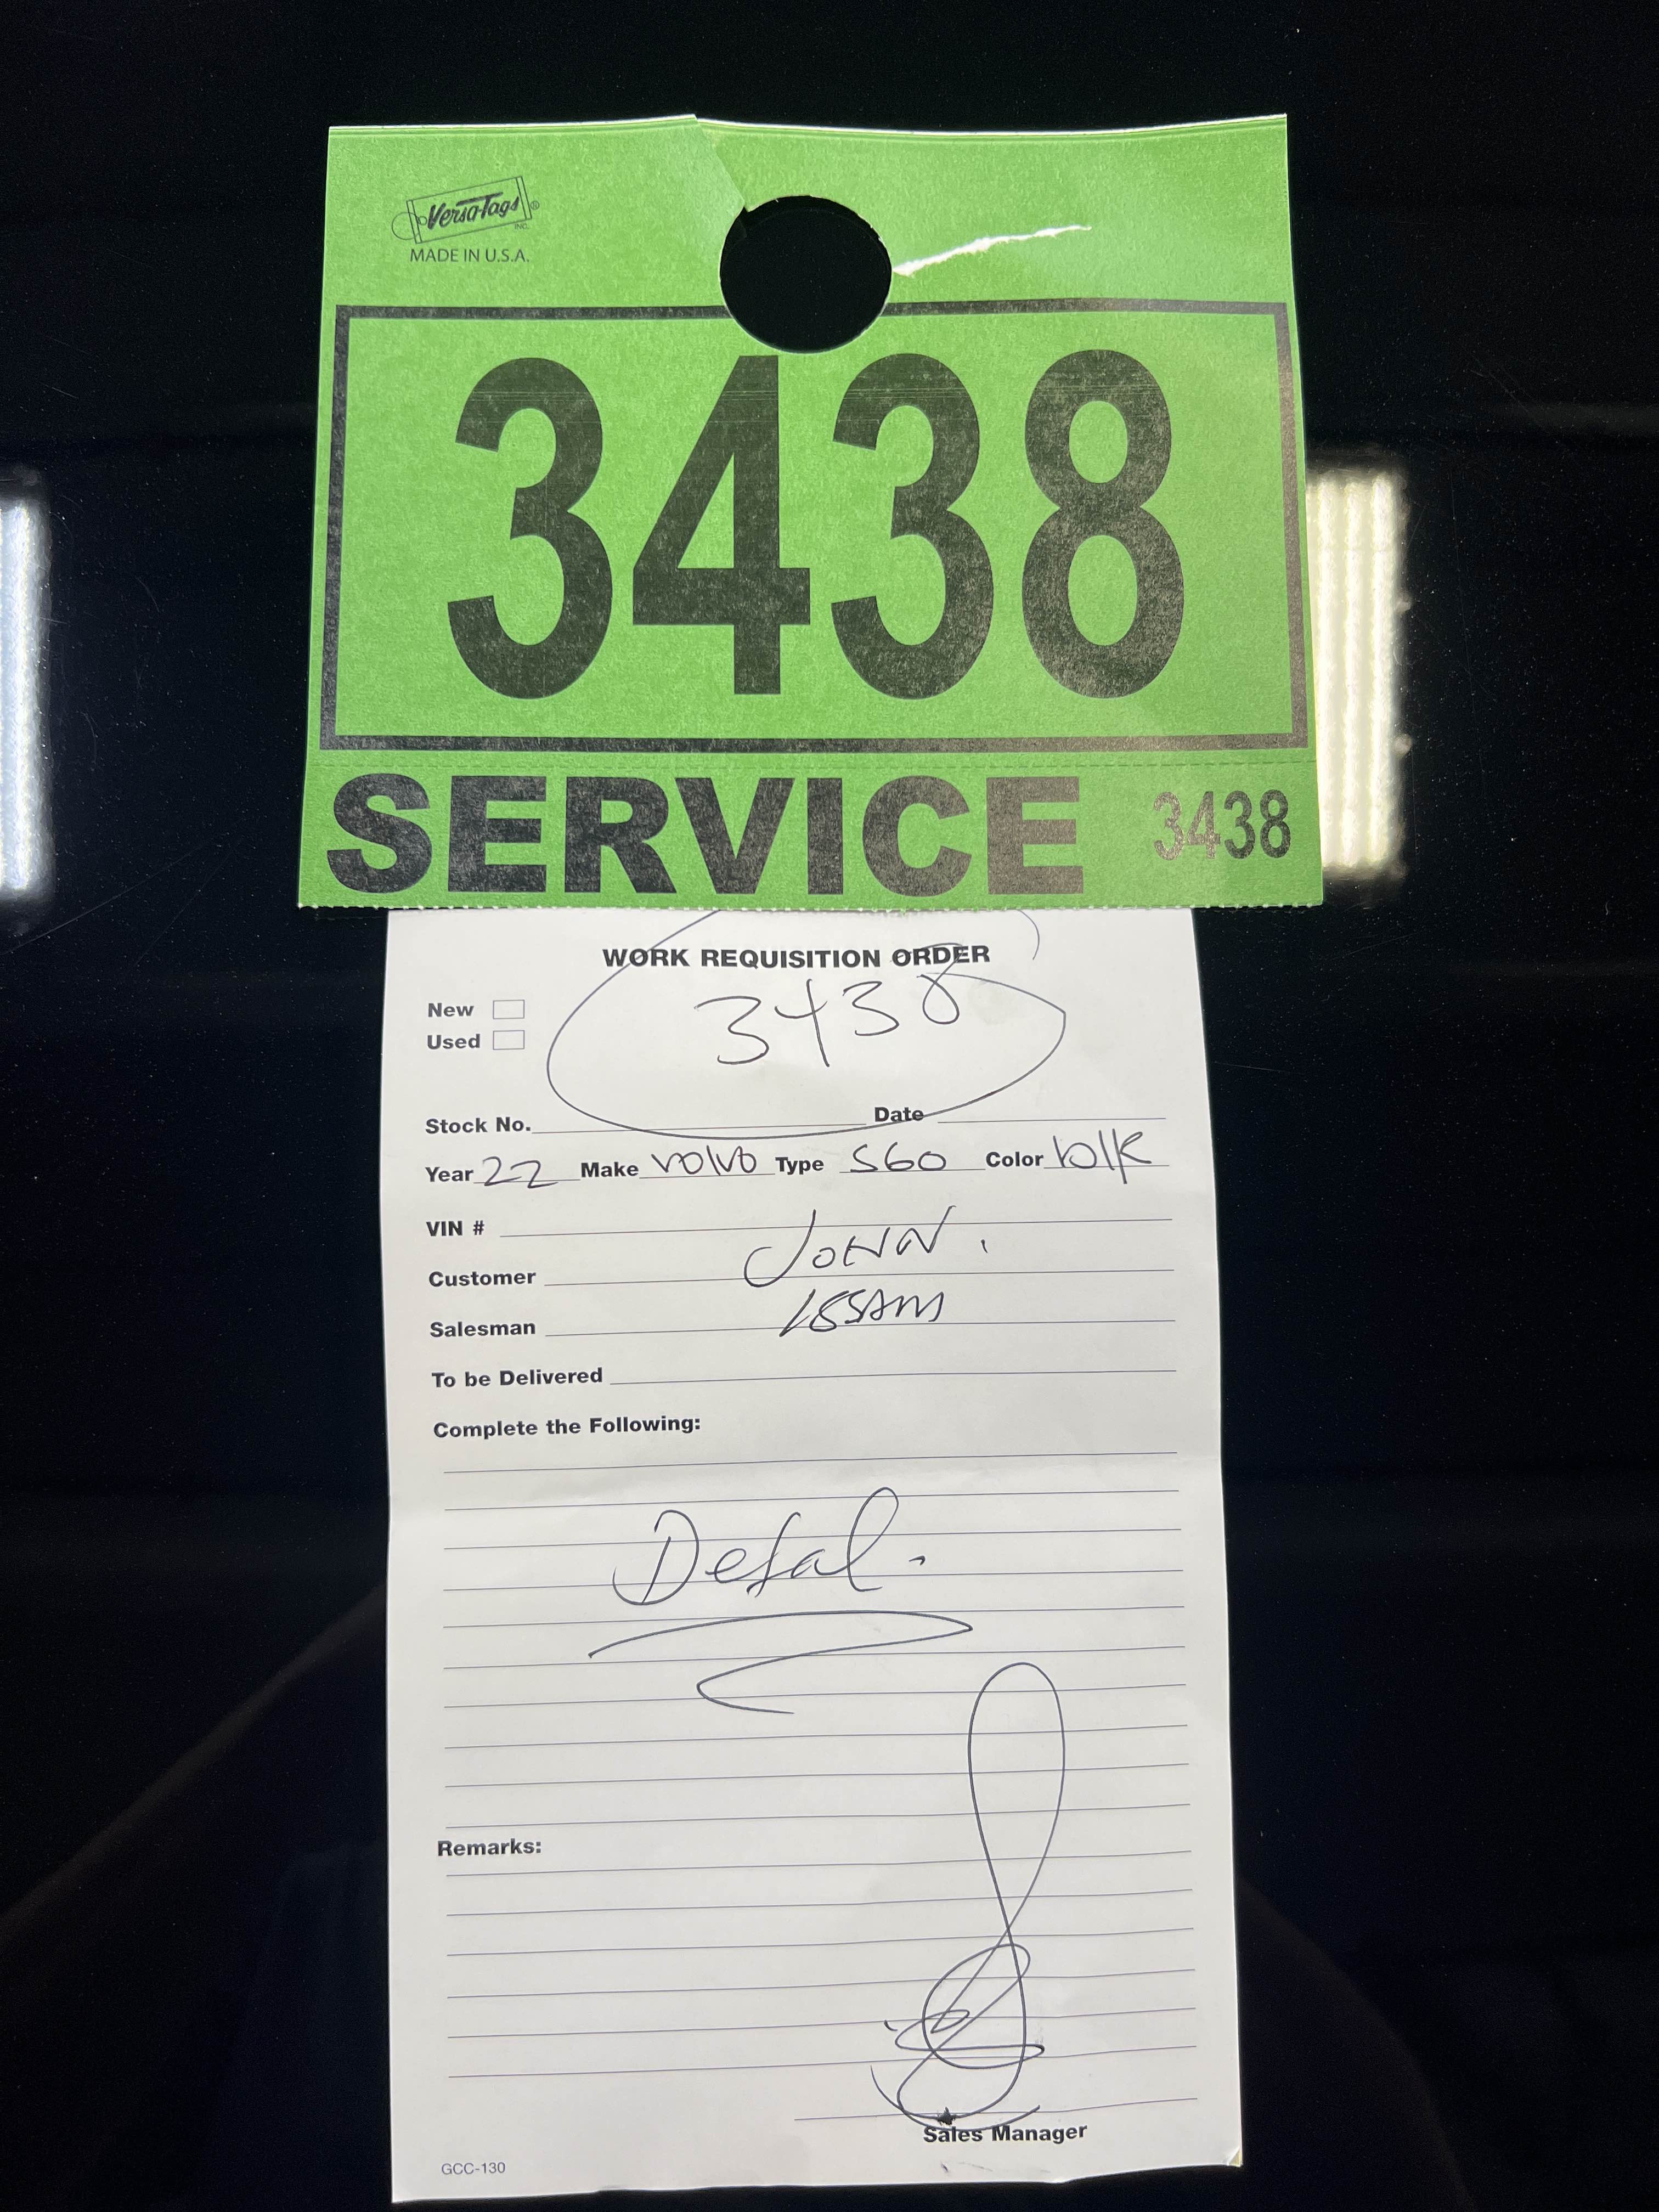 Versa-Tags® INC.
MADE IN U.S.A.
3438
SERVICE 3438
WORK REQUISITION ORDER
3438
New
Used
Stock No. Date
Year 22 Make Volvo Type S60 Color blk
VIN #
Customer JOHN.
Salesman ISSAM
To be Delivered
Complete the Following:
Detal.
Remarks:
Sales Manager
GCC-130